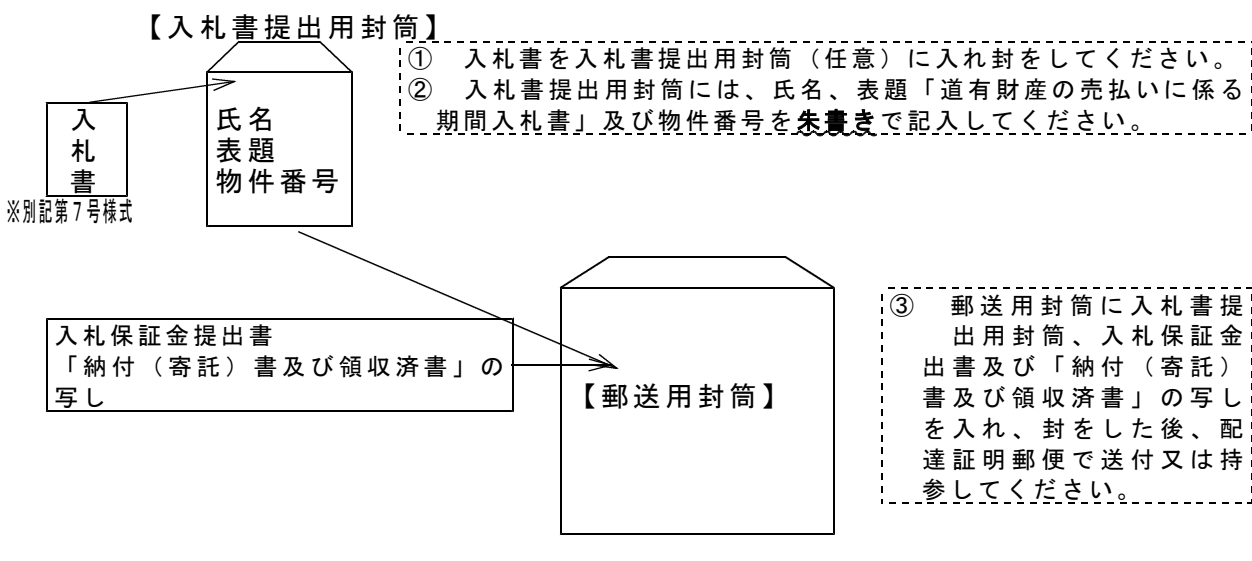 【入札書提出用封筒】
① 入札書を入札書提出用封筒（任意）に入れ封をしてください。
② 入札書提出用封筒には、氏名、表題「道有財産の売払いに係る
期間入札書」及び物件番号を朱書きで記入してください。
入
札
書
※別記第７号様式
氏名
表題
物件番号
入札保証金提出書
「納付（寄託）書及び領収済書」の
写し
【郵送用封筒】
③ 郵送用封筒に入札書提
出用封筒、入札保証金
出書及び「納付（寄託）
書及び領収済書」の写し
を入れ、封をした後、配
達証明郵便で送付又は持
参してください。